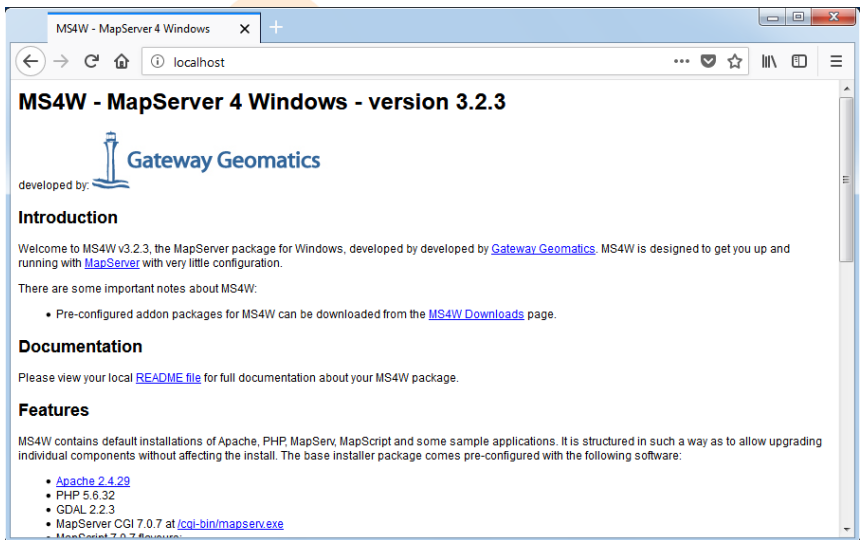 MS4W - MapServer 4 Windows
localhost
MS4W - MapServer 4 Windows - version 3.2.3
Gateway Geomatics
developed by:
Introduction
Welcome to MS4W v3.2.3, the MapServer package for Windows, developed by developed by Gateway Geomatics. MS4W is designed to get you up and
running with MapServer with very little configuration.
There are some important notes about MS4W:
• Pre-configured addon packages for MS4W can be downloaded from the MS4W Downloads page.
Documentation
Please view your local README file for full documentation about your MS4W package.
Features
MS4W contains default installations of Apache, PHP, MapServ, MapScript and some sample applications. It is structured in such a way as to allow upgrading
individual components without affecting the install. The base installer package comes pre-configured with the following software:
• Apache 2.4.29
• PHP 5.6.32
• GDAL 2.2.3
• MapServer CGI 7.0.7 at /cgi-bin/mapserv.exe
• MapScript 7.0.7 flavours: